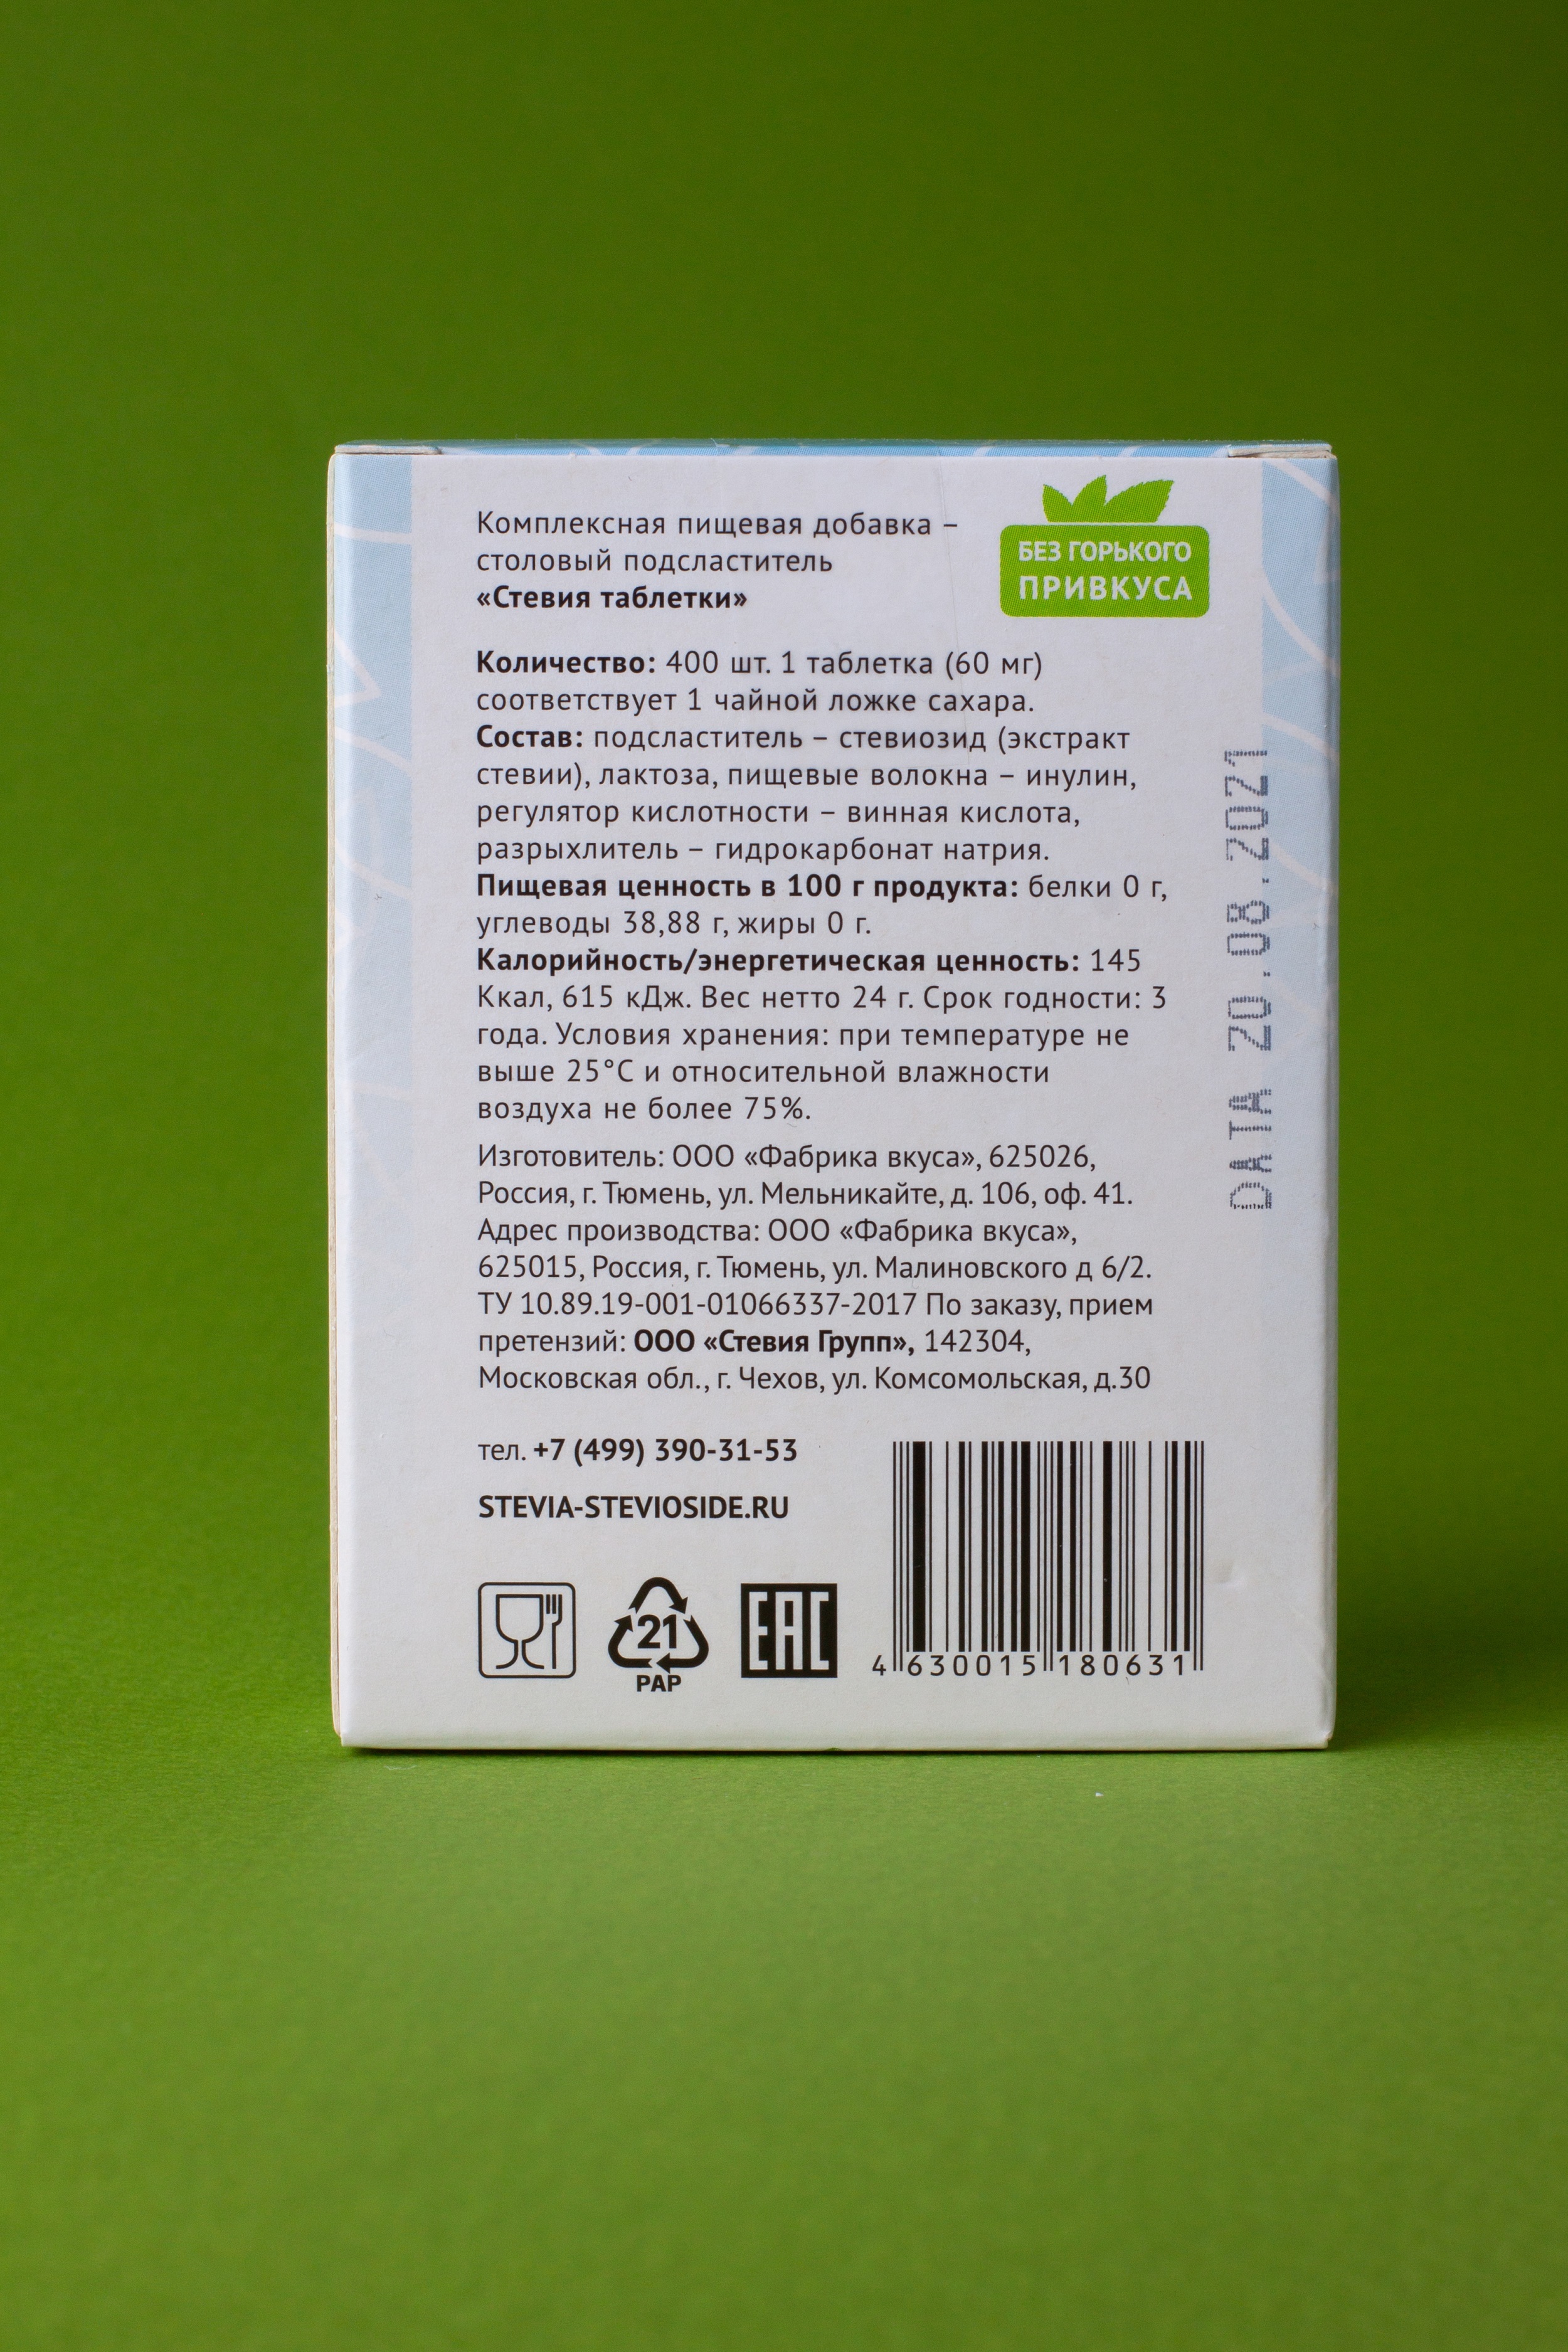 Комплексная пищевая добавка –
столовый подсластитель
«Стевия таблетки»
БЕЗ ГОРЬКОГО
ПРИВКУСА
Количество: 400 шт. 1 таблетка (60 мг)
соответствует 1 чайной ложке сахара.
Состав: подсластитель – стевиозид (экстракт
стевии), лактоза, пищевые волокна – инулин,
регулятор кислотности – винная кислота,
разрыхлитель – гидрокарбонат натрия.
Пищевая ценность в 100 г продукта: белки 0 г,
углеводы 38,88 г, жиры 0 г.
Калорийность/энергетическая ценность: 145
Ккал, 615 кДж. Вес нетто 24 г. Срок годности: 3
года. Условия хранения: при температуре не
выше 25°С и относительной влажности
воздуха не более 75%.
Изготовитель: ООО «Фабрика вкуса», 625026,
Россия, г. Тюмень, ул. Мельникайте, д. 106, оф. 41.
Адрес производства: ООО «Фабрика вкуса»,
625015, Россия, г. Тюмень, ул. Малиновского д 6/2.
ТУ 10.89.19-001-01066337-2017 По заказу, прием
претензий: ООО «Стевия Групп», 142304,
Московская обл., г. Чехов, ул. Комсомольская, д.30
тел. +7 (499) 390-31-53
STEVIA-STEVIOSIDE.RU
21
PAP
EAC
4 630015 180631
DATA 20.08.2021